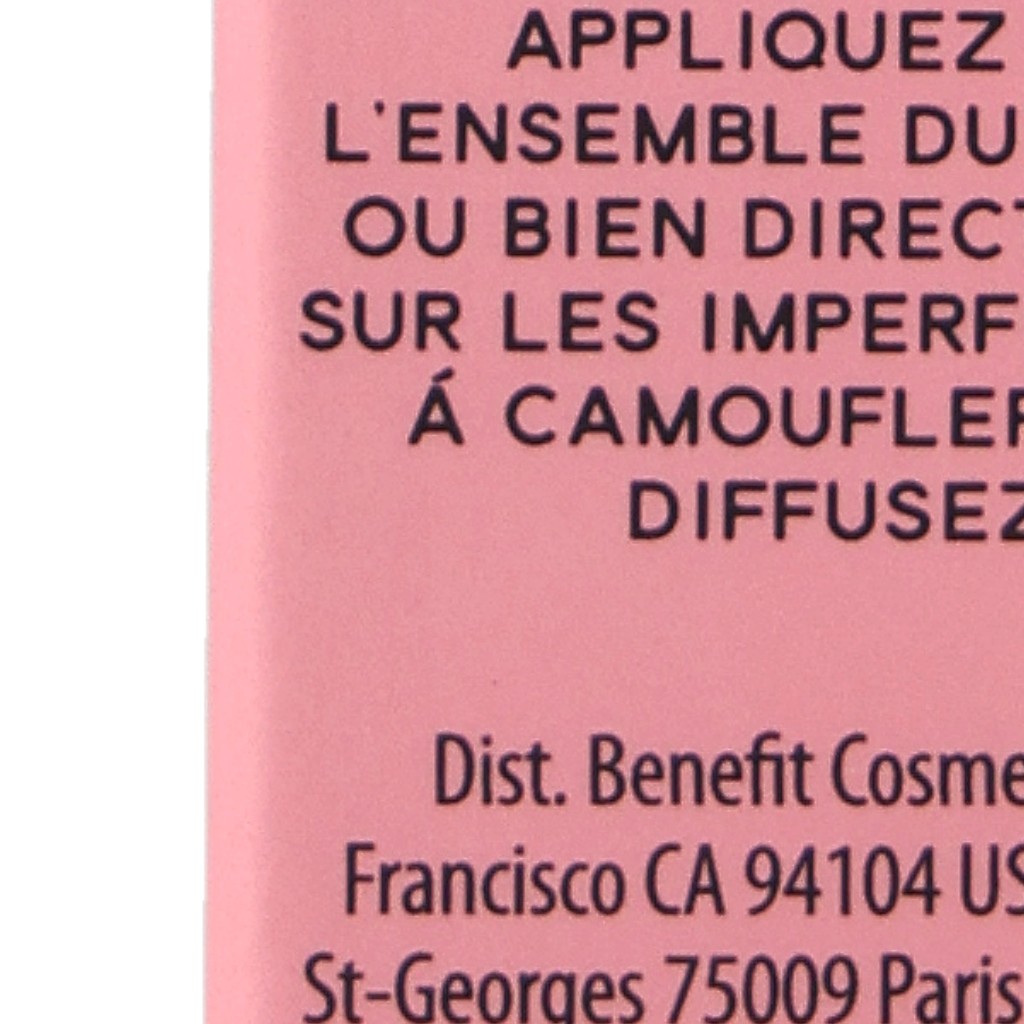 APPLIQUEZ
L'ENSEMBLE DU
OU BIEN DIRECT
SUR LES IMPERF
Á CAMOUFLER
DIFFUSEZ
Dist. Benefit Cosme
Francisco CA 94104 US
St-Georges 75009 Paris